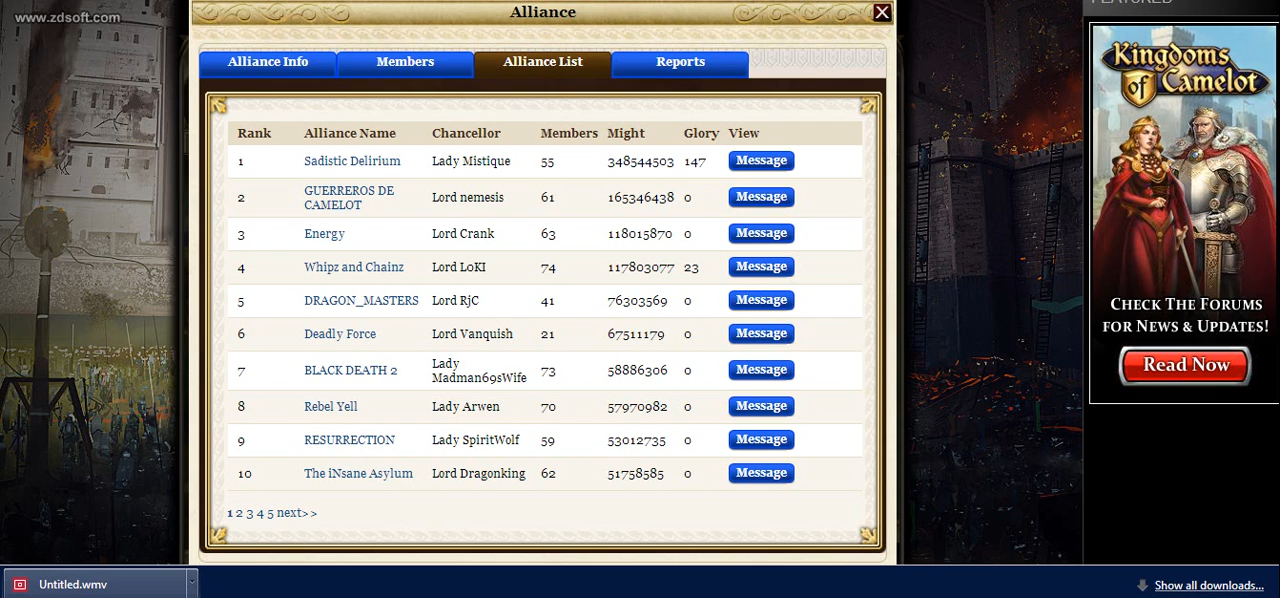 FEATURED
www.zdsoft.com
Alliance
Alliance Info Members Alliance List Reports
Rank Alliance Name Chancellor Members Might Glory View
1 Sadistic Delirium Lady Mistique 55 348544503 147 Message
2 GUERREROS DE CAMELOT Lord nemesis 61 165346438 0 Message
3 Energy Lord Crank 63 118015870 0 Message
4 Whipz and Chainz Lord LoKI 74 117803077 23 Message
5 DRAGON_MASTERS Lord RjC 41 76303569 0 Message
6 Deadly Force Lord Vanquish 21 67511179 0 Message
7 BLACK DEATH 2 Lady Madman69sWife 73 58886306 0 Message
8 Rebel Yell Lady Arwen 70 57970982 0 Message
9 RESURRECTION Lady SpiritWolf 59 53012735 0 Message
10 The iNsane Asylum Lord Dragonking 62 51758585 0 Message
1 2 3 4 5 next>>
Kingdoms
of Camelot
CHECK THE FORUMS
FOR NEWS & UPDATES!
Read Now
Untitled.wmv
Show all downloads...